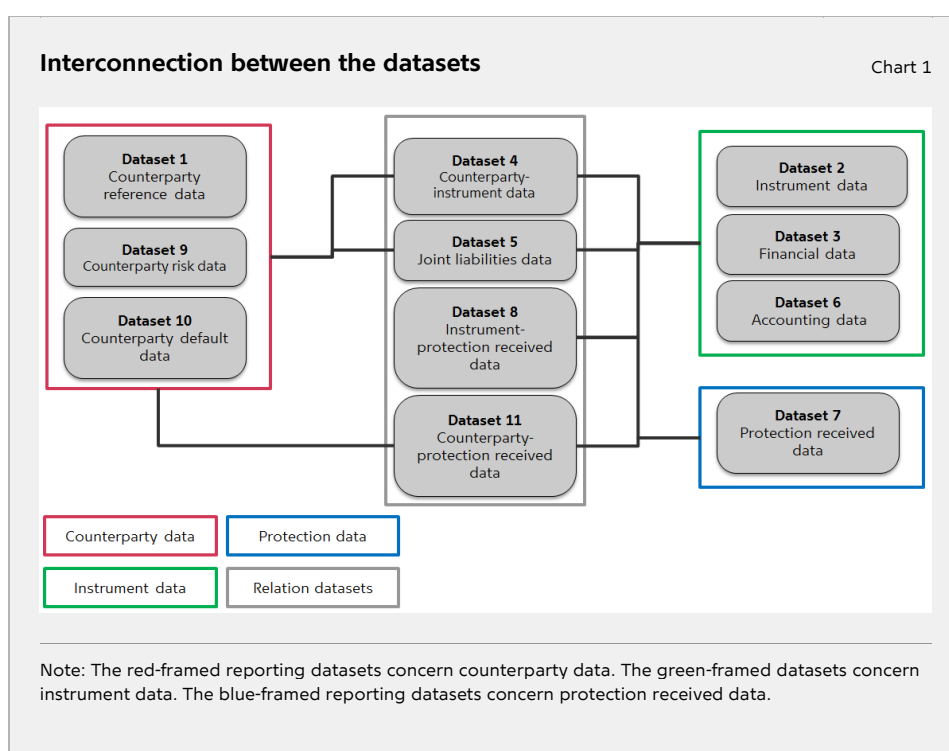 Interconnection between the datasets
Chart 1
Dataset 1
Counterparty
reference data
Dataset 9
Counterparty risk data
Dataset 10
Counterparty default
data
Dataset 4
Counterparty-
instrument data
Dataset 5
Joint liabilities data
Dataset 8
Instrument-
protection received
data
Dataset 11
Counterparty-
protection received
data
Dataset 2
Instrument data
Dataset 3
Financial data
Dataset 6
Accounting data
Dataset 7
Protection received
data
Counterparty data
Protection data
Instrument data
Relation datasets
Note: The red-framed reporting datasets concern counterparty data. The green-framed datasets concern
instrument data. The blue-framed reporting datasets concern protection received data.